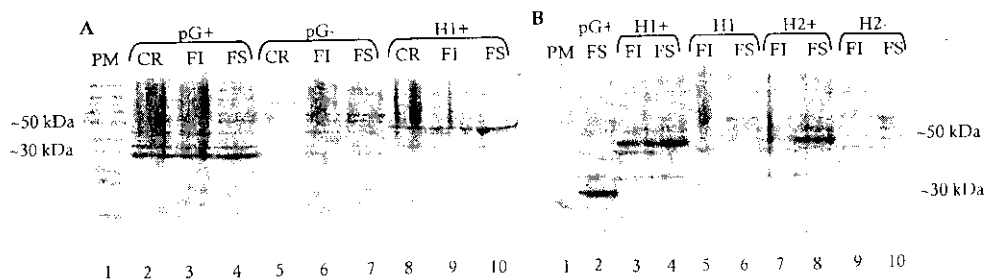 A
pG+ pG- H1+
PM CR FI FS CR FI FS CR FI FS
~50 kDa
~30 kDa
1 2 3 4 5 6 7 8 9 10
B
pG+ H1+ H1 H2+ H2-
PM FS FI FS FI FS FI FS FI FS
~50 kDa
~30 kDa
1 2 3 4 5 6 7 8 9 10